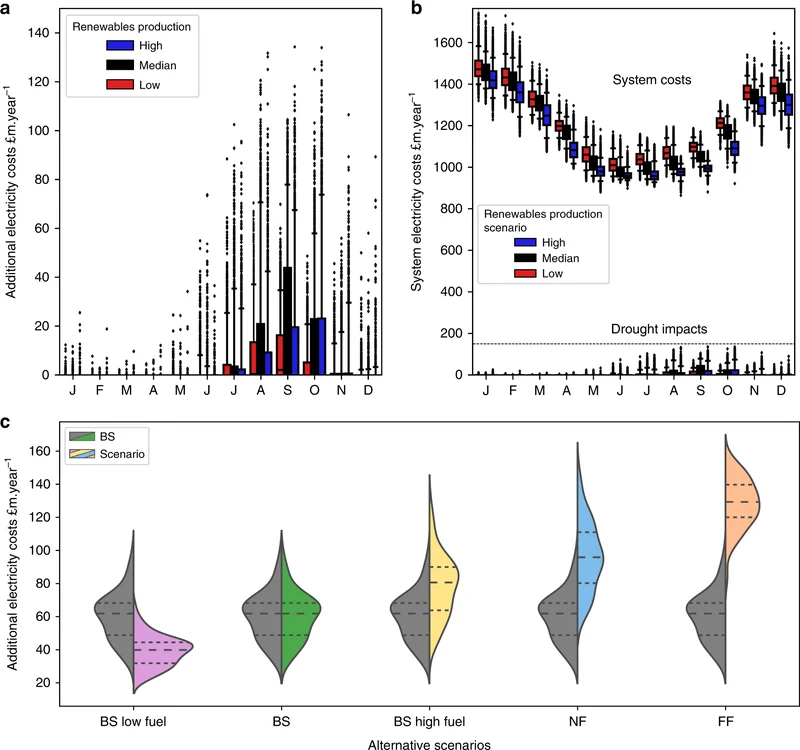 a
Additional electricity costs £m.year⁻¹
140
120
100
80
60
40
20
0
Renewables production
High
Median
Low
J F M A M J J A S O N D
b
System electricity costs £m.year⁻¹
1600
1400
1200
1000
800
600
400
200
0
System costs
Renewables production
scenario
High
Median
Low
Drought impacts
J F M A M J J A S O N D
c
Additional electricity costs £m.year⁻¹
160
140
120
100
80
60
40
20
BS
Scenario
BS low fuel BS BS high fuel NF FF
Alternative scenarios